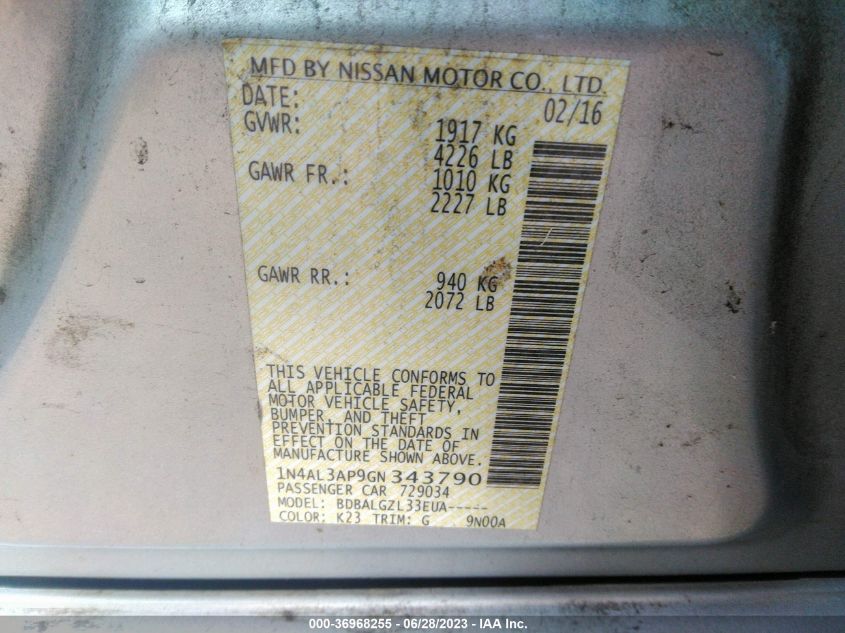 MFD BY NISSAN MOTOR CO., LTD.
DATE: 02/16
GVWR: 1917 KG
4226 LB
GAWR FR.: 1010 KG
2227 LB
GAWR RR.: 940 KG
2072 LB
THIS VEHICLE CONFORMS TO
ALL APPLICABLE FEDERAL
MOTOR VEHICLE SAFETY,
BUMPER, AND THEFT
PREVENTION STANDARDS IN
EFFECT ON THE DATE OF
MANUFACTURE SHOWN ABOVE.
1N4AL3AP9GN343790
PASSENGER CAR 729034
MODEL: BDBALGZL33EUA-----
COLOR: K23 TRIM: G 9N00A
000-36968255 - 06/28/2023 - IAA Inc.